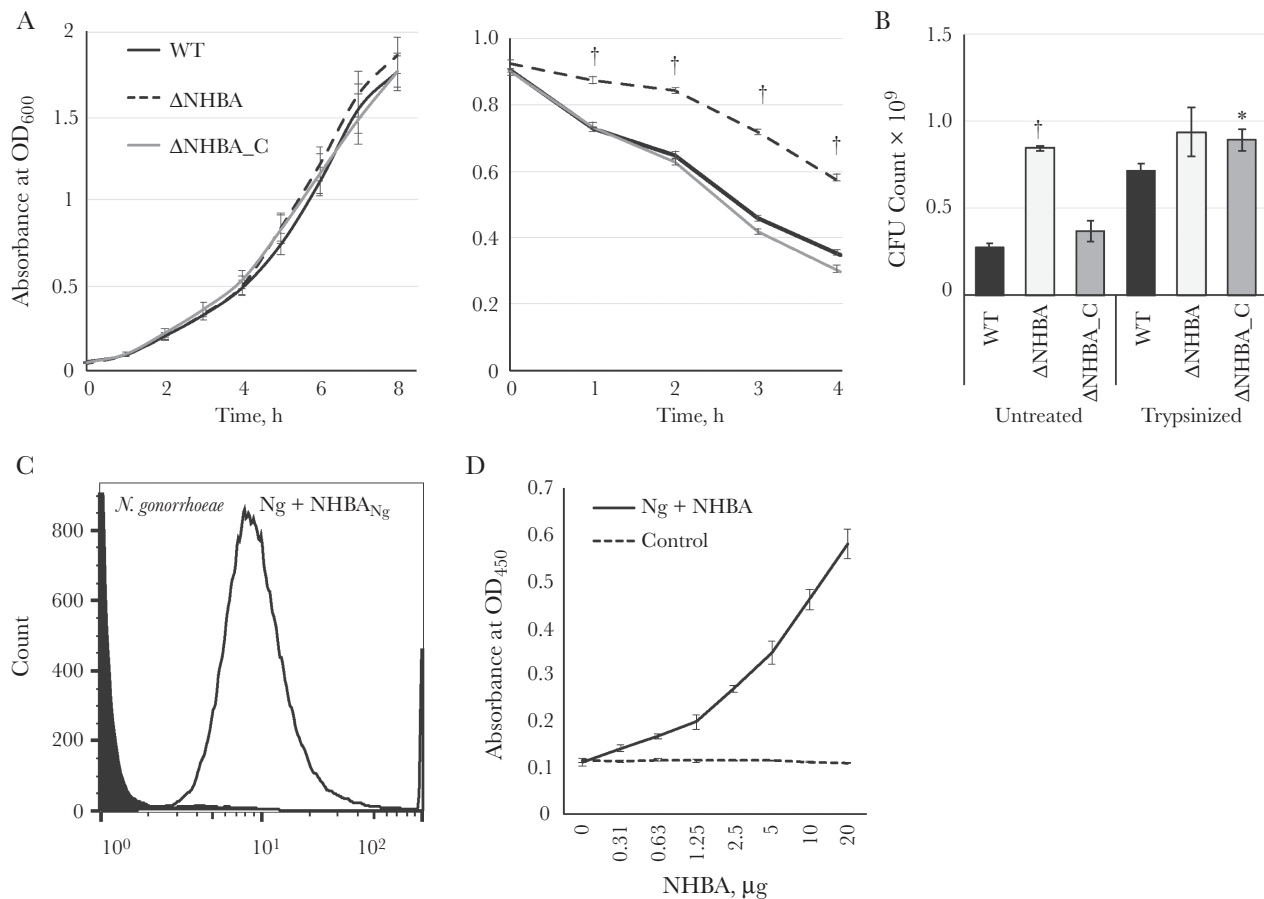 A
Absorbance at OD600
2
1.5
1
0.5
0
WT
ΔNHBA
ΔNHBA_C
0 2 4 6 8
Time, h
1.0
0.8
0.6
0.4
0.2
0
† † † †
0 1 2 3 4
Time, h
B
CFU Count × 10⁹
1.5
1.0
0.5
0
† *
WT
ΔNHBA
ΔNHBA_C
WT
ΔNHBA
ΔNHBA_C
Untreated Trypsinized
C
Count
800
600
400
200
0
N. gonorrhoeae Ng + NHBANg
10⁰ 10¹ 10²
D
Absorbance at OD450
0.7
0.6
0.5
0.4
0.3
0.2
0.1
0
Ng + NHBA
Control
0 0.31 0.63 1.25 2.5 5 10 20
NHBA, µg